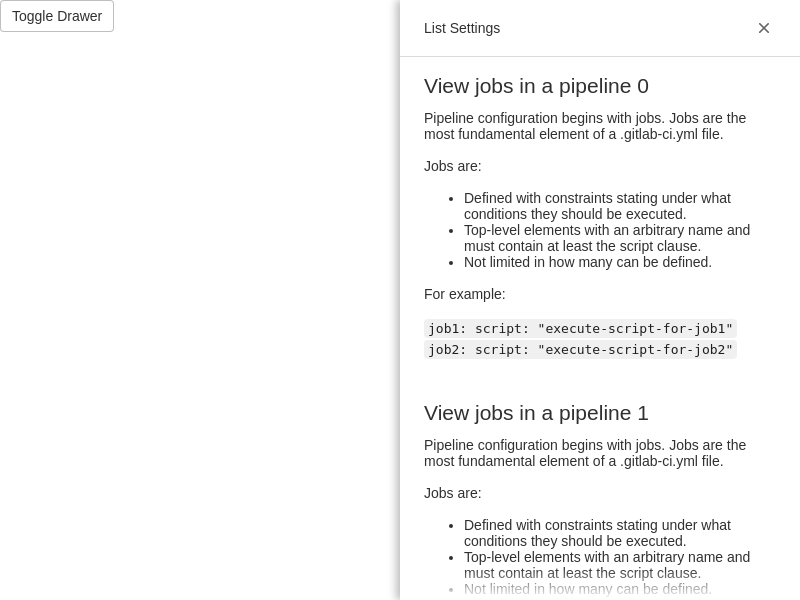 Toggle Drawer
List Settings
View jobs in a pipeline 0
Pipeline configuration begins with jobs. Jobs are the
most fundamental element of a .gitlab-ci.yml file.
Jobs are:
• Defined with constraints stating under what
conditions they should be executed.
• Top-level elements with an arbitrary name and
must contain at least the script clause.
• Not limited in how many can be defined.
For example:
job1: script: "execute-script-for-job1"
job2: script: "execute-script-for-job2"
View jobs in a pipeline 1
Pipeline configuration begins with jobs. Jobs are the
most fundamental element of a .gitlab-ci.yml file.
Jobs are:
• Defined with constraints stating under what
conditions they should be executed.
• Top-level elements with an arbitrary name and
must contain at least the script clause.
• Not limited in how many can be defined.